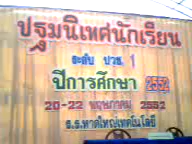 ปฐมนิเทศนักเรียน
ระดับ ปวช. 1
ปีการศึกษา 2552
20-22 พฤษภาคม 2552
ร.ร.หาดใหญ่เทคโนโลยี